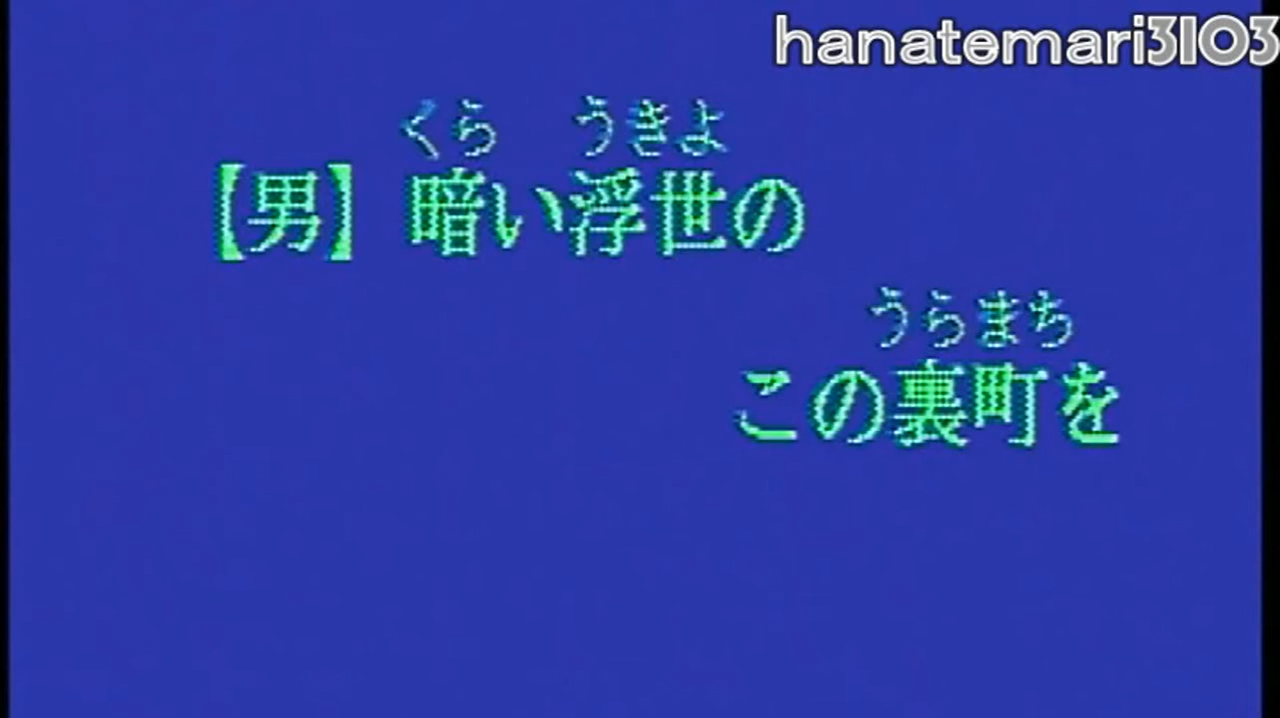 hanatemari3103
くら うきよ
【男】 暗い浮世の
うらまち
この裏町を